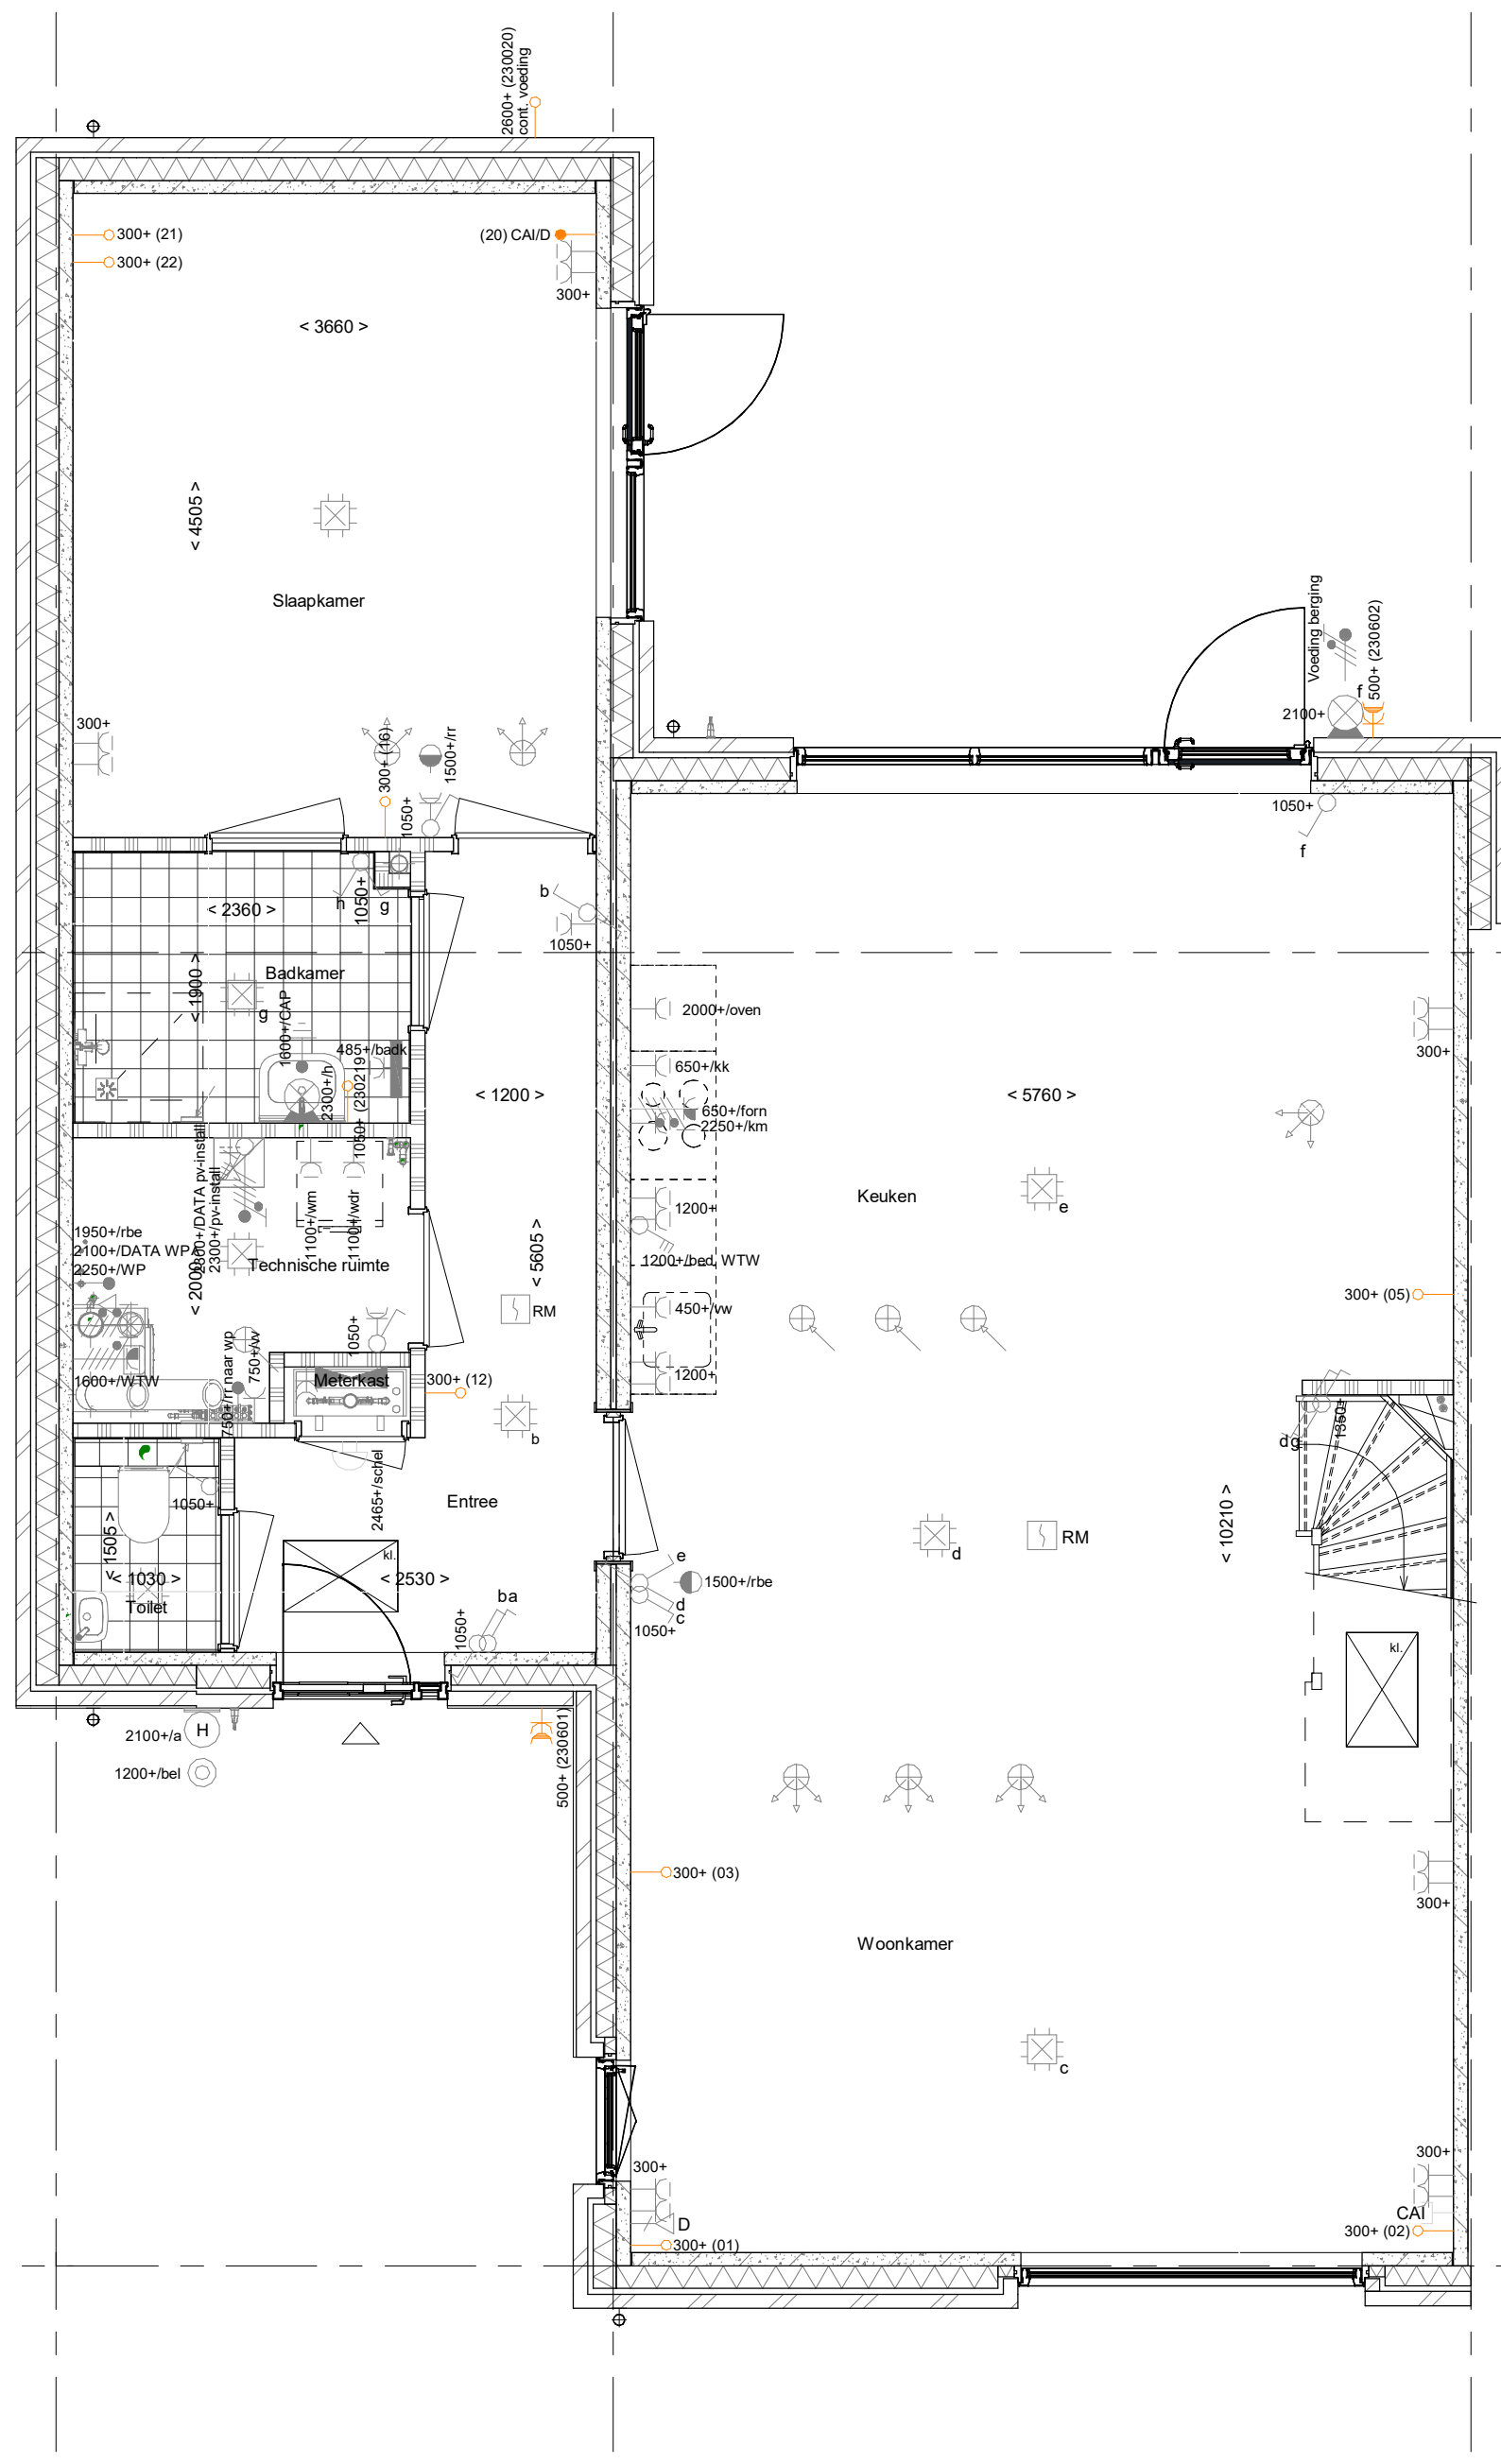 2600+ (230020)
cont. voeding
300+ (21)
300+ (22)
(20) CAI/D
300+
< 3660 >
< 4505 >
Slaapkamer
300+
300+ (16)
1500+/rr
1050+
Voeding berging
500+ (230602)
f
2100+
1050+
f
h
1050+
g
< 2360 >
b
1050+
Badkamer
< 1900 >
g
1600+/CAP
485+/badk
2300+/h
1050+ (230219)
< 1200 >
2000+/oven
650+/kk
650+/forn
2250+/km
< 5760 >
300+
Keuken
e
1200+
1200+/bed. WTW
450+/vw
1200+
2300+/DATA pv-install
2300+/pv-install
1100+/wm
1100+/wdr
1950+/rbe
2100+/DATA WPA
2250+/WP
< 2000 >
Technische ruimte
< 5605 >
RM
300+ (05)
1050+
750+/rr naar wp
750+/vv
1600+/WTW
Meterkast
300+ (12)
b
1350+
dg
2465+/schel
1050+
Entree
< 1505 >
< 1030 >
Toilet
kl.
< 2530 >
ba
1050+
e
1500+/rbe
d
c
1050+
d
RM
< 10210 >
kl.
2100+/a
H
1200+/bel
500+ (230601)
300+ (03)
300+
Woonkamer
c
300+
D
300+ (01)
300+
CAI
300+ (02)